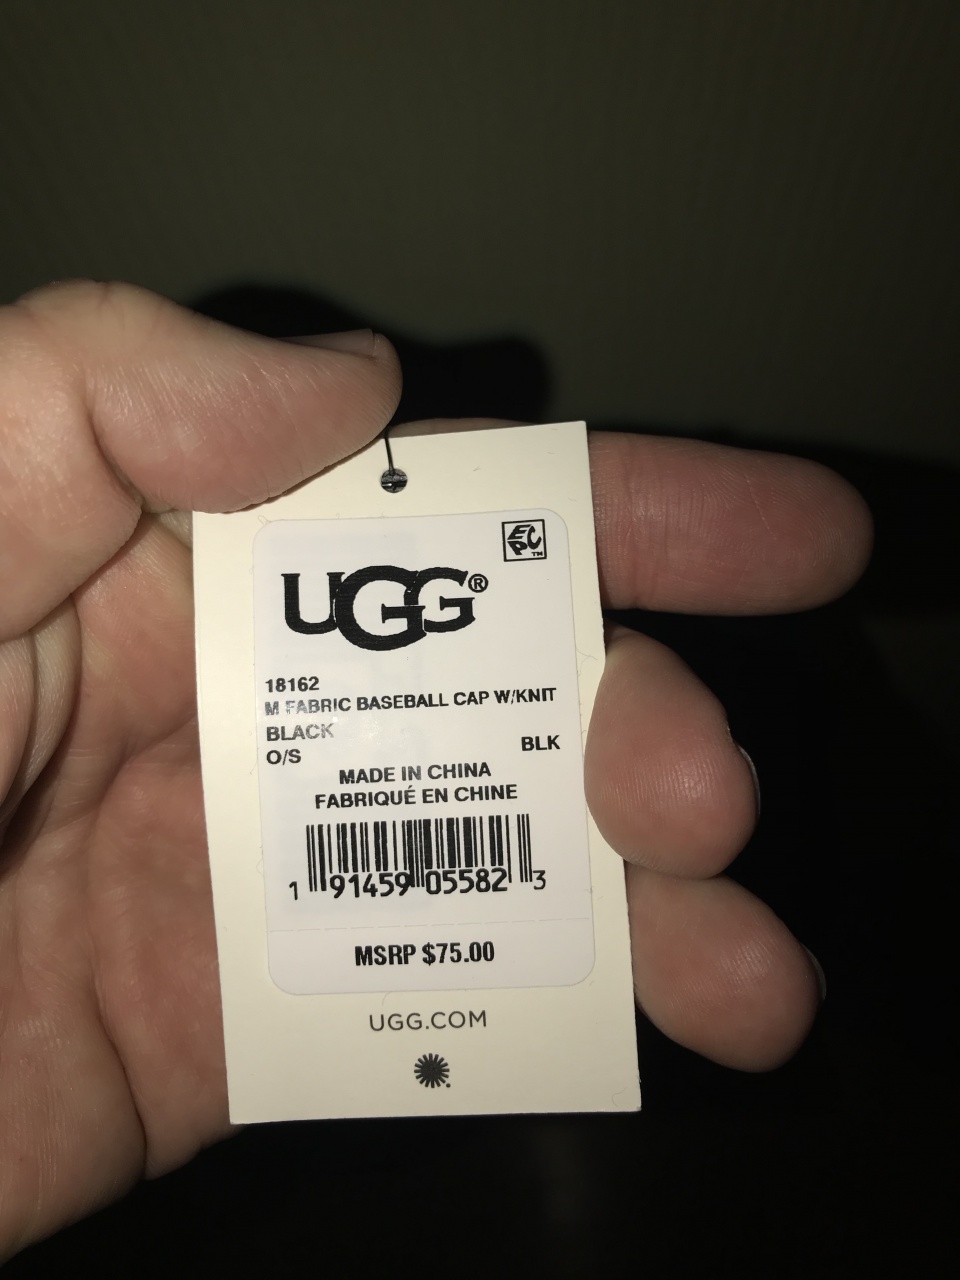 EPC™
UGG®
18162
M FABRIC BASEBALL CAP W/KNIT
BLACK
O/S BLK
MADE IN CHINA
FABRIQUÉ EN CHINE
1 91459 05582 3
MSRP $75.00
UGG.COM